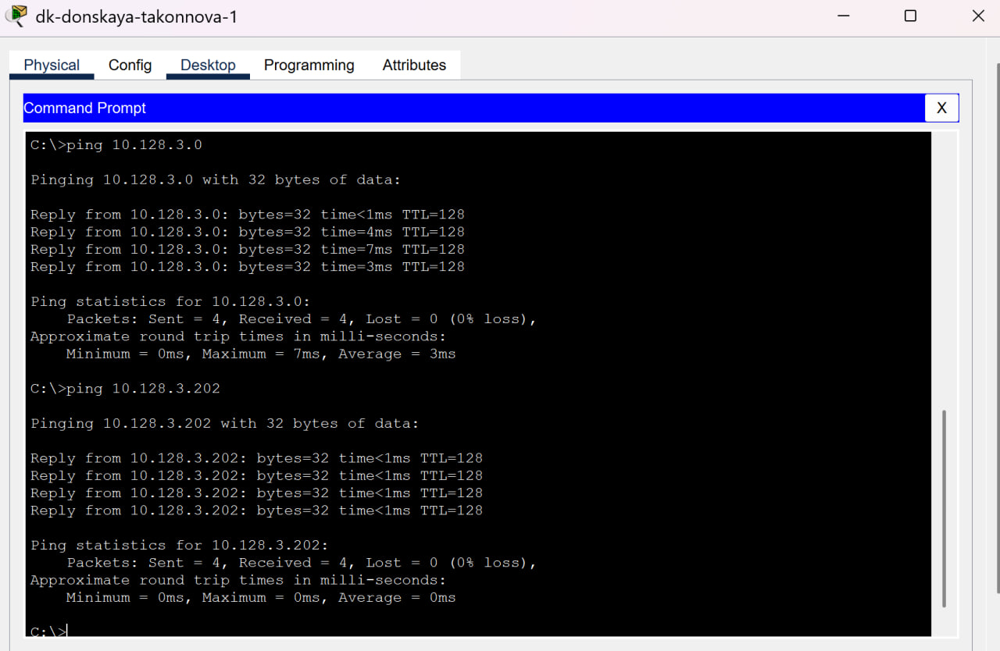 dk-donskaya-takonnova-1
Physical Config Desktop Programming Attributes
Command Prompt X
C:\>ping 10.128.3.0
Pinging 10.128.3.0 with 32 bytes of data:
Reply from 10.128.3.0: bytes=32 time<1ms TTL=128
Reply from 10.128.3.0: bytes=32 time=4ms TTL=128
Reply from 10.128.3.0: bytes=32 time=7ms TTL=128
Reply from 10.128.3.0: bytes=32 time=3ms TTL=128
Ping statistics for 10.128.3.0:
Packets: Sent = 4, Received = 4, Lost = 0 (0% loss),
Approximate round trip times in milli-seconds:
Minimum = 0ms, Maximum = 7ms, Average = 3ms
C:\>ping 10.128.3.202
Pinging 10.128.3.202 with 32 bytes of data:
Reply from 10.128.3.202: bytes=32 time<1ms TTL=128
Reply from 10.128.3.202: bytes=32 time<1ms TTL=128
Reply from 10.128.3.202: bytes=32 time<1ms TTL=128
Reply from 10.128.3.202: bytes=32 time<1ms TTL=128
Ping statistics for 10.128.3.202:
Packets: Sent = 4, Received = 4, Lost = 0 (0% loss),
Approximate round trip times in milli-seconds:
Minimum = 0ms, Maximum = 0ms, Average = 0ms
C:\>